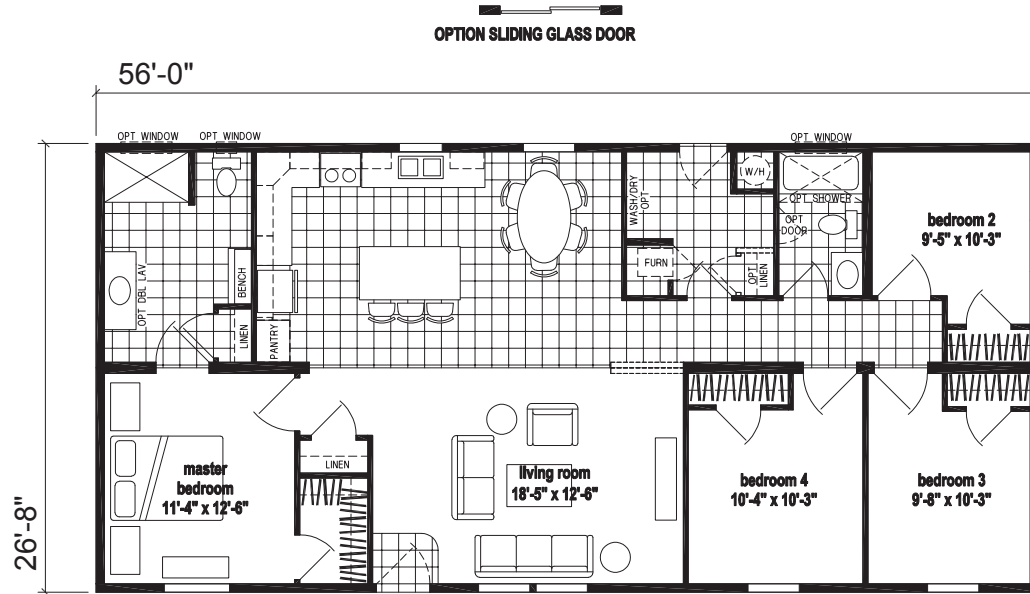 OPTION SLIDING GLASS DOOR
56'-0"
OPT WINDOW
OPT WINDOW
OPT WINDOW
W/H
WASH/DRY
OPT
OPT SHOWER
OPT
DOOR
bedroom 2
9'-5" x 10'-3"
FURN
OPT
LINEN
BENCH
OPT DBL LAV
LINEN
PANTRY
26'-8"
master
bedroom
11'-4" x 12'-6"
LINEN
living room
18'-5" x 12'-6"
bedroom 4
10'-4" x 10'-3"
bedroom 3
9'-8" x 10'-3"